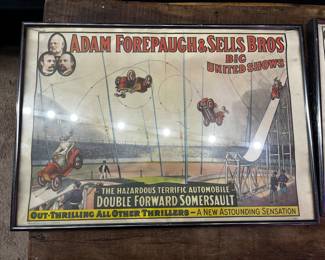 ADAM FOREPAUGH & SELLS BROS
BIG
UNITED SHOWS
THE HAZARDOUS TERRIFIC AUTOMOBILE
DOUBLE FORWARD SOMERSAULT
OUT-THRILLING ALL OTHER THRILLERS – A NEW ASTOUNDING SENSATION